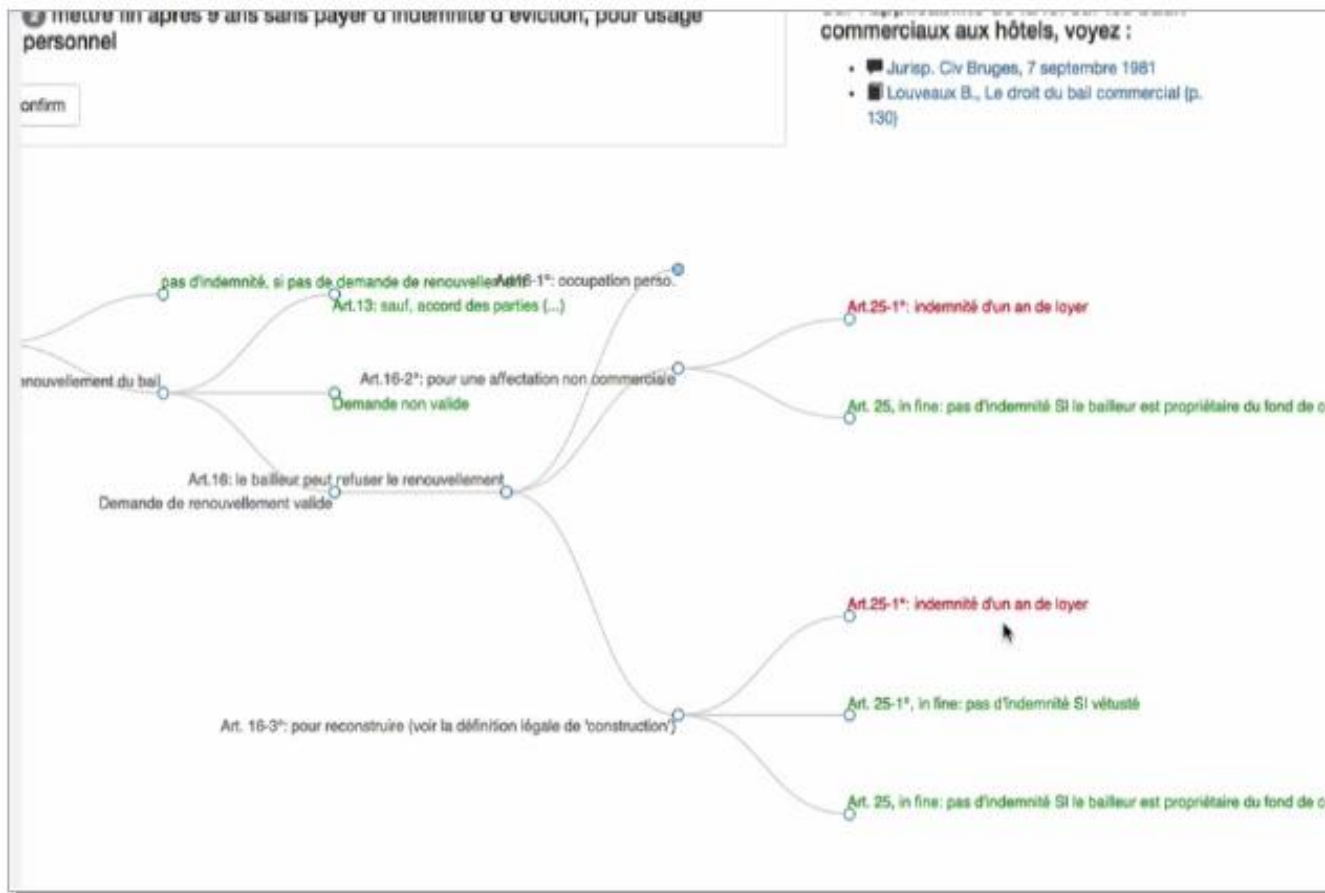 mettre fin après 9 ans sans payer d'indemnité d'éviction, pour usage
personnel
onfirm
commerciaux aux hôtels, voyez :
Jurisp. Civ Bruges, 7 septembre 1981
Louveaux B., Le droit du bail commercial (p.
130)
pas d'indemnité, si pas de demande de renouvellement
Art.16-1°: occupation perso.
Art.13: sauf, accord des parties (...)
Art.25-1°: indemnité d'un an de loyer
enouvellement du bail
Art.16-2°: pour une affectation non commerciale
Demande non valide
Art. 25, in fine: pas d'indemnité SI le bailleur est propriétaire du fond de c
Art.16: le bailleur peut refuser le renouvellement
Demande de renouvellement valide
Art.25-1°: indemnité d'un an de loyer
Art. 25-1°, in fine: pas d'indemnité SI vétusté
Art. 16-3°: pour reconstruire (voir la définition légale de 'construction')
Art. 25, in fine: pas d'indemnité SI le bailleur est propriétaire du fond de c